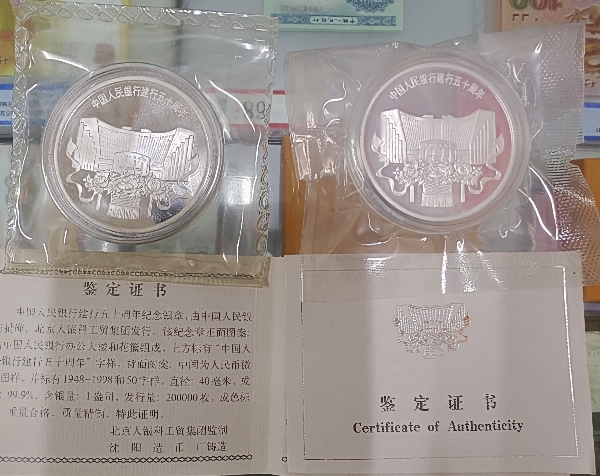 中国人民银行
中国人民银行建行五十周年
中国人民银行建行五十周年
鉴定证书
中国人民银行建行五十周年纪念银章，由中国人民银
北京人银科工贸集团发行。该纪念章正面图案:
中国人民银行办公大楼和花篮组成，上方标有“中国人
银行建行五十周年”字样，背面图案：中间为人民币微
图样，并标有1948-1998和50字样。直径：40毫米，成
：99.9%，含银量：1盎司，发行量：200000枚，成色标
重量合格，质量精制，特此证明。
北京人银科工贸集团监制
沈阳造币厂铸造
鉴定证书
Certificate of Authenticity